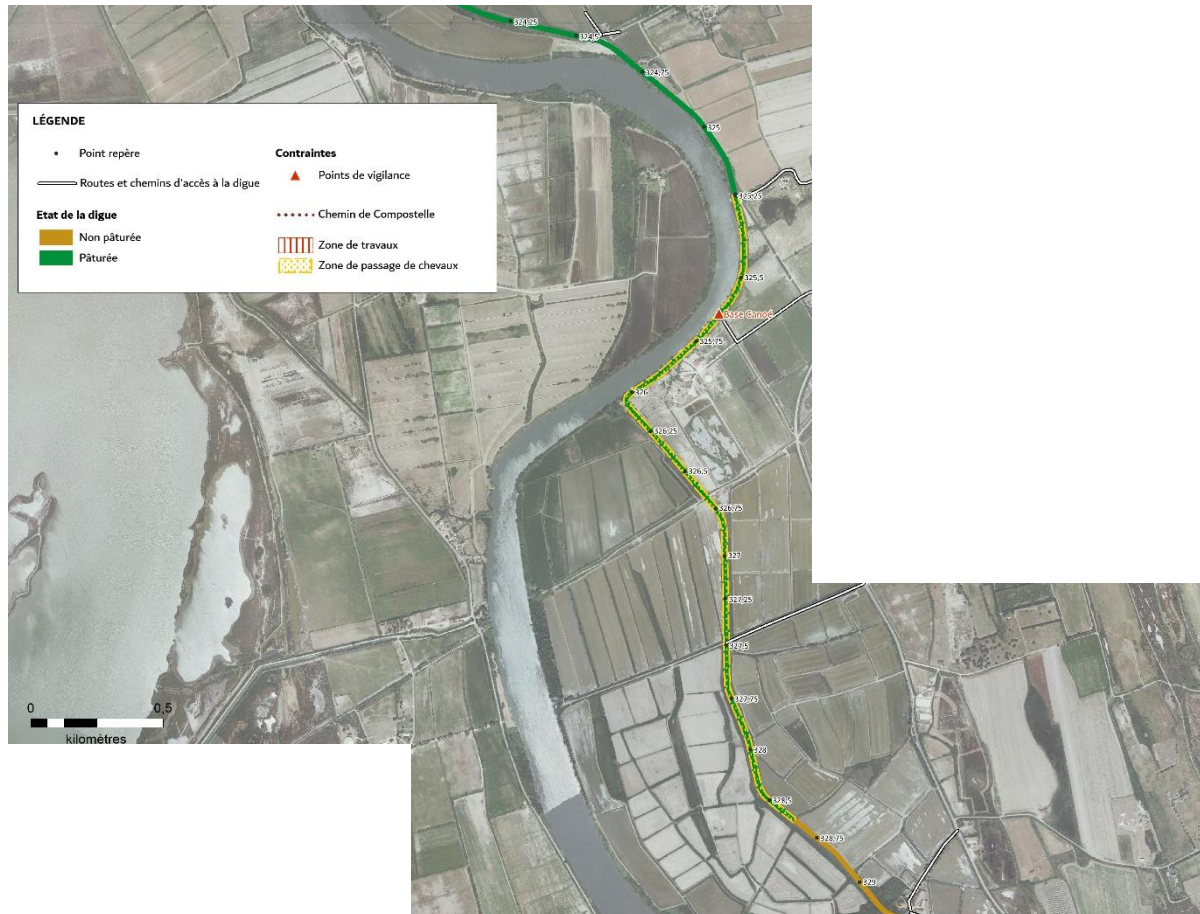 324,25
324,5
324,75
325
325,25
325,5
Base Canoë
325,75
326
326,25
326,5
326,75
327
327,25
327,5
327,75
328
328,5
328,75
329
LÉGENDE
Point repère
Routes et chemins d'accès à la digue
Etat de la digue
Non pâturée
Pâturée
Contraintes
Points de vigilance
Chemin de Compostelle
Zone de travaux
Zone de passage de chevaux
0 0,5
kilomètres